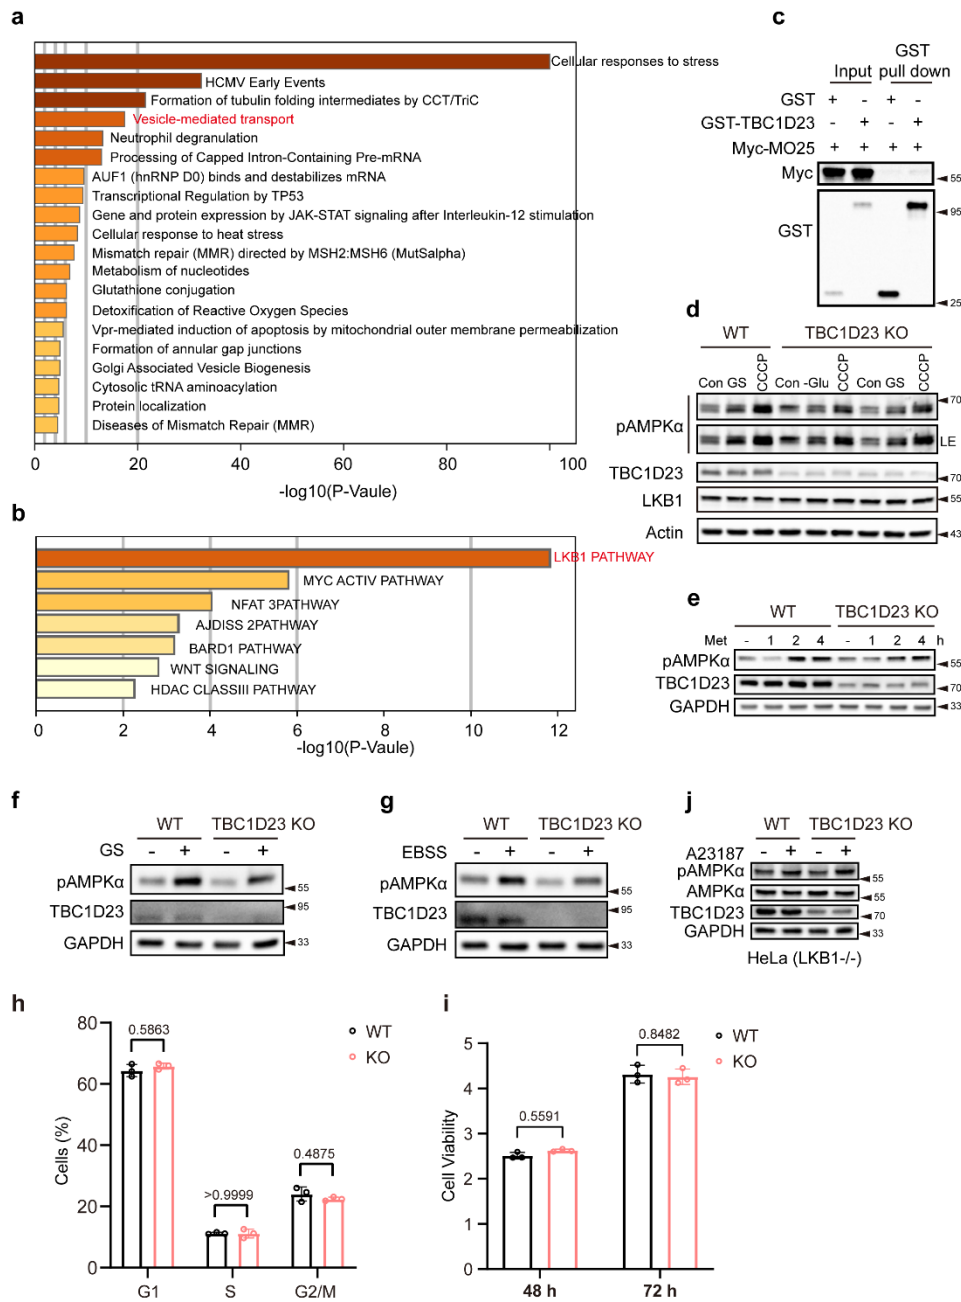 a
Cellular responses to stress
HCMV Early Events
Formation of tubulin folding intermediates by CCT/TriC
Vesicle-mediated transport
Neutrophil degranulation
Processing of Capped Intron-Containing Pre-mRNA
AUF1 (hnRNP D0) binds and destabilizes mRNA
Transcriptional Regulation by TP53
Gene and protein expression by JAK-STAT signaling after Interleukin-12 stimulation
Cellular response to heat stress
Mismatch repair (MMR) directed by MSH2:MSH6 (MutSalpha)
Metabolism of nucleotides
Glutathione conjugation
Detoxification of Reactive Oxygen Species
Vpr-mediated induction of apoptosis by mitochondrial outer membrane permeabilization
Formation of annular gap junctions
Golgi Associated Vesicle Biogenesis
Cytosolic tRNA aminoacylation
Protein localization
Diseases of Mismatch Repair (MMR)
0 20 40 60 80 100
-log10(P-Vaule)
b
LKB1 PATHWAY
MYC ACTIV PATHWAY
NFAT 3PATHWAY
AJDISS 2PATHWAY
BARD1 PATHWAY
WNT SIGNALING
HDAC CLASSIII PATHWAY
0 2 4 6 8 10 12
-log10(P-Vaule)
c
GST
Input pull down
GST + - + -
GST-TBC1D23 - + - +
Myc-MO25 + + + +
Myc 55
95
GST
25
d
WT TBC1D23 KO
Con GS CCCP Con -Glu CCCP Con GS CCCP
70
pAMPKα
LE
TBC1D23 70
LKB1 55
Actin 43
e
WT TBC1D23 KO
Met - 1 2 4 - 1 2 4 h
pAMPKα 55
TBC1D23 70
GAPDH 33
f
WT TBC1D23 KO
GS - + - +
pAMPKα 55
TBC1D23 95
GAPDH 33
g
WT TBC1D23 KO
EBSS - + - +
pAMPKα 55
TBC1D23 95
GAPDH 33
j
WT TBC1D23 KO
A23187 - + - +
pAMPKα 55
AMPKα 55
TBC1D23 70
GAPDH 33
HeLa (LKB1-/-)
h
Cells (%)
80
60
40
20
0
0.5863
>0.9999
0.4875
WT
KO
G1 S G2/M
i
Cell Viability
5
4
3
2
1
0
0.5591
0.8482
WT
KO
48 h 72 h